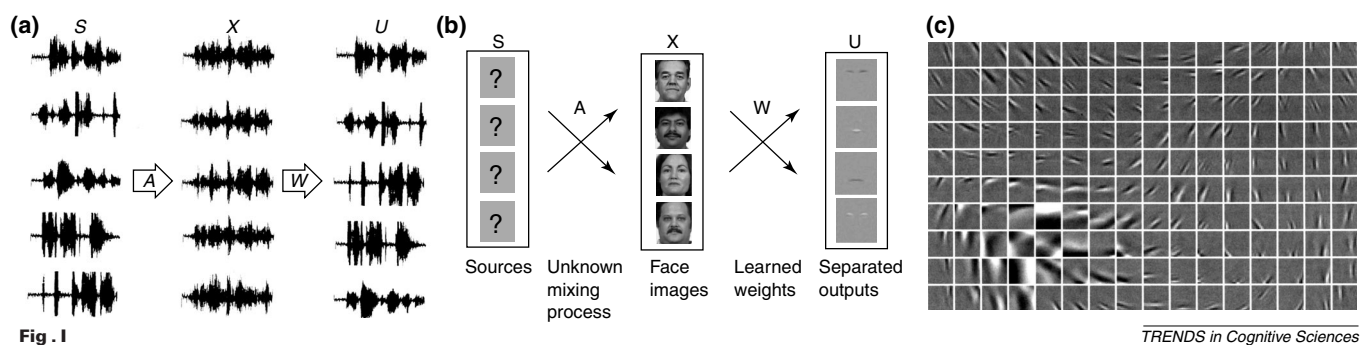 (a)
S
X
U
A
W
(b)
S
X
U
?
?
?
?
A
W
Sources
Unknown
mixing
process
Face
images
Learned
weights
Separated
outputs
(c)
Fig. I
TRENDS in Cognitive Sciences